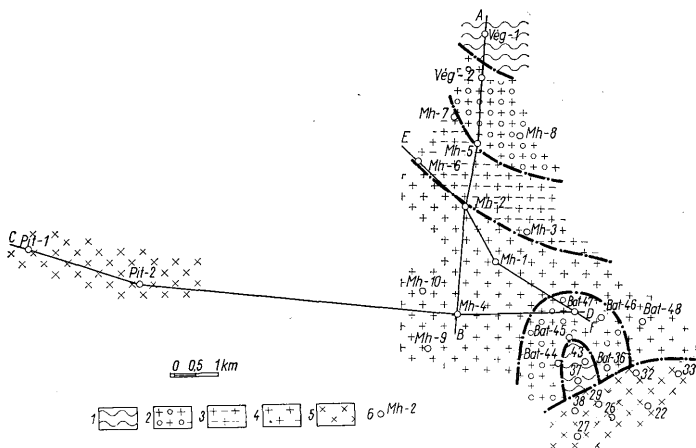 A
Vég-1
Vég-2
Mh-7
Mh-8
Mh-5
E
Mh-6
Mh-2
Mh-3
C Pit-1
Mh-1
Pit-2
Mh-10
Bat-47
Bat-46
Bat-48
Mh-4
D
F
B
Bat-45
Mh-9
Bat-44
43
Bat-36
0 0,5 1km
37
32
33
29
38
26
22
27
1
2
3
4
5
6 Mh-2